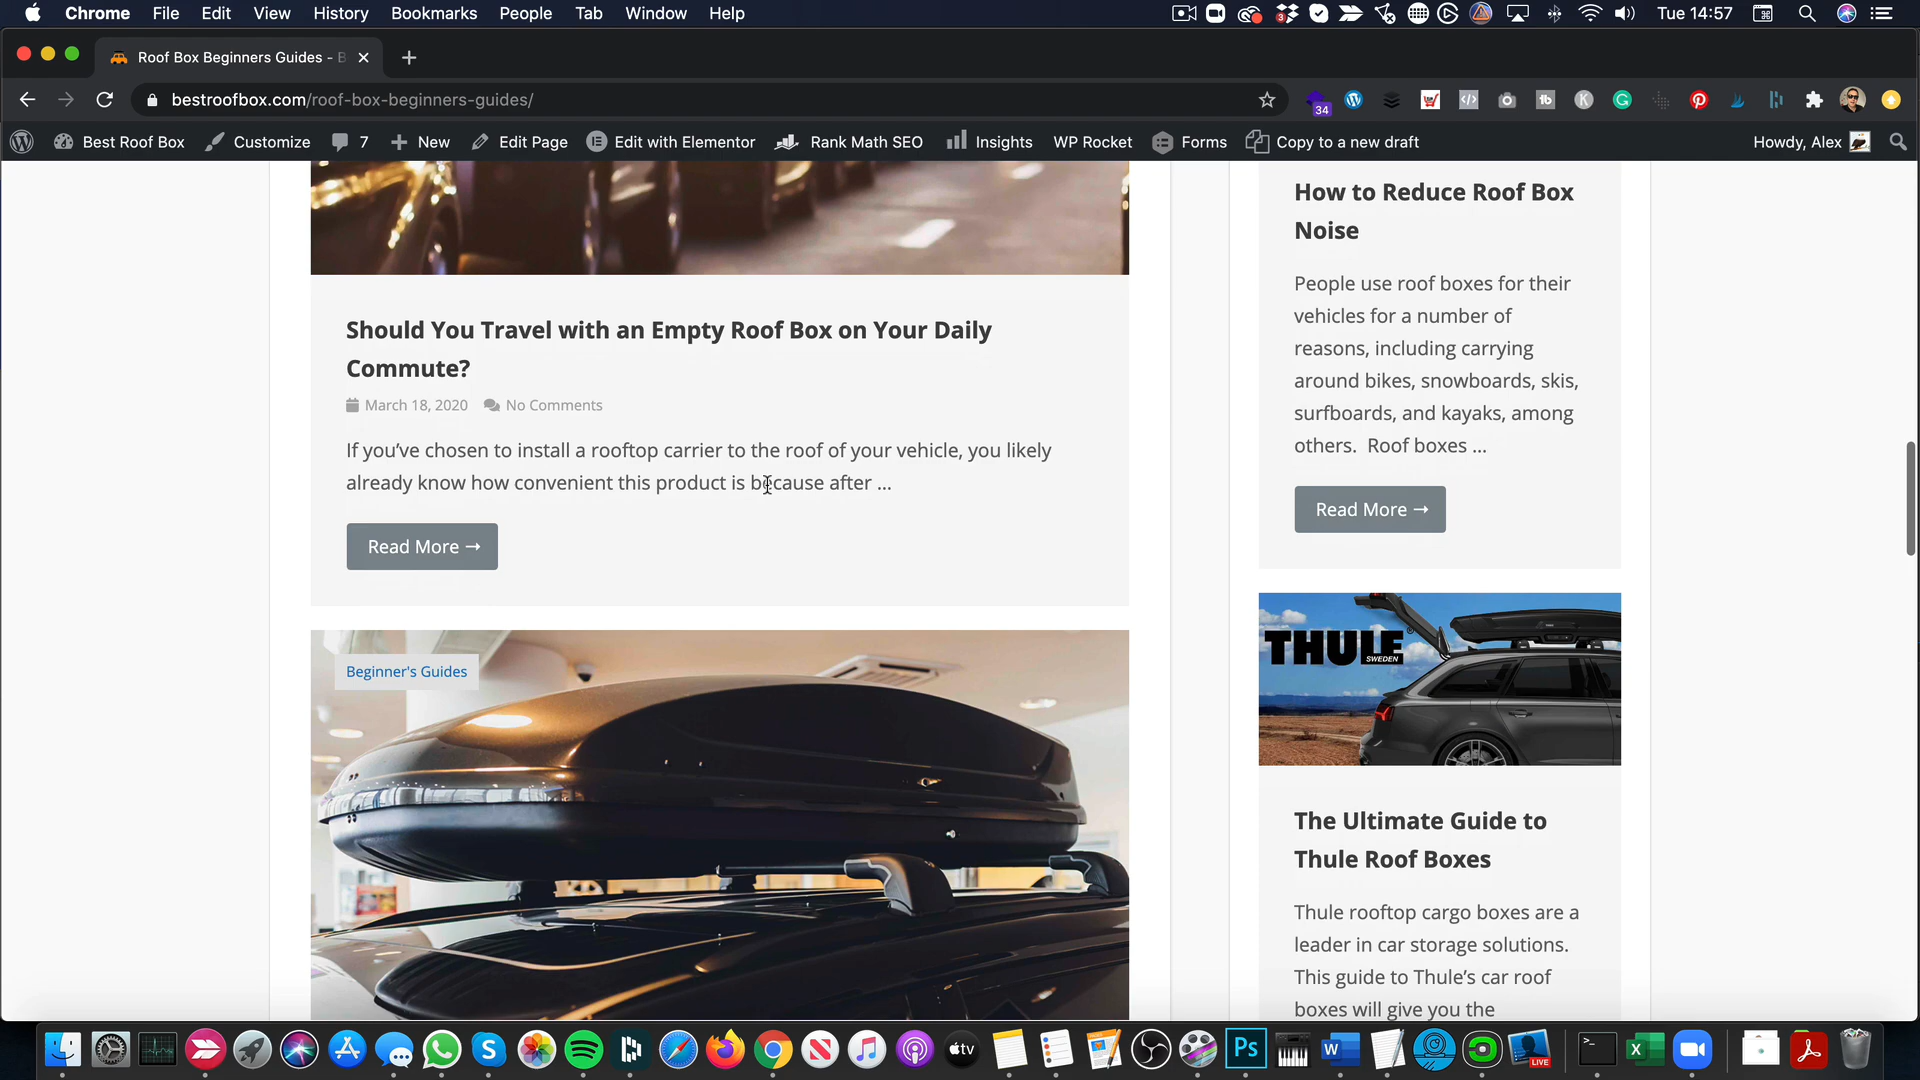 Chrome File Edit View History Bookmarks People Tab Window Help
3
Tue 14:57
Roof Box Beginners Guides - B
bestroofbox.com/roof-box-beginners-guides/
34
Best Roof Box
Customize
7
New
Edit Page
Edit with Elementor
Rank Math SEO
Insights
WP Rocket
Forms
Copy to a new draft
Howdy, Alex
Should You Travel with an Empty Roof Box on Your Daily
Commute?
March 18, 2020 No Comments
If you’ve chosen to install a rooftop carrier to the roof of your vehicle, you likely
already know how convenient this product is because after ...
Read More →
Beginner's Guides
How to Reduce Roof Box
Noise
People use roof boxes for their
vehicles for a number of
reasons, including carrying
around bikes, snowboards, skis,
surfboards, and kayaks, among
others. Roof boxes ...
Read More →
THULE®
SWEDEN
The Ultimate Guide to
Thule Roof Boxes
Thule rooftop cargo boxes are a
leader in car storage solutions.
This guide to Thule’s car roof
boxes will give you the
tv
Ps
W
LIVE
X